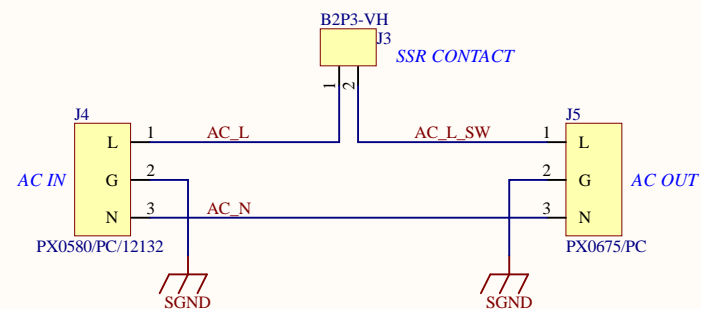 B2P3-VH
J3
SSR CONTACT
1
2
J4
J5
1
AC_L
AC_L_SW
1
L
L
AC IN
G
2
2
G
AC OUT
N
3
AC_N
3
N
PX0580/PC/12132
PX0675/PC
SGND
SGND